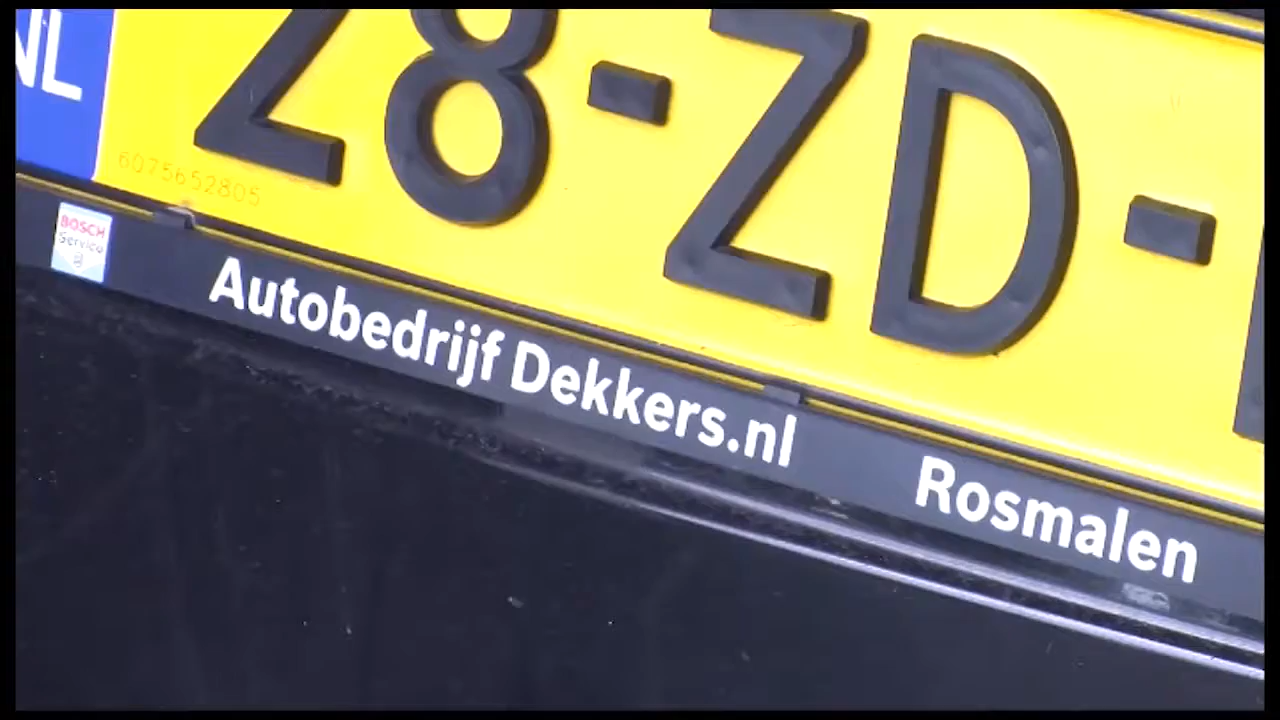 NL
Z8-ZD-
6075652805
BOSCH
Service
Autobedrijf Dekkers.nl Rosmalen